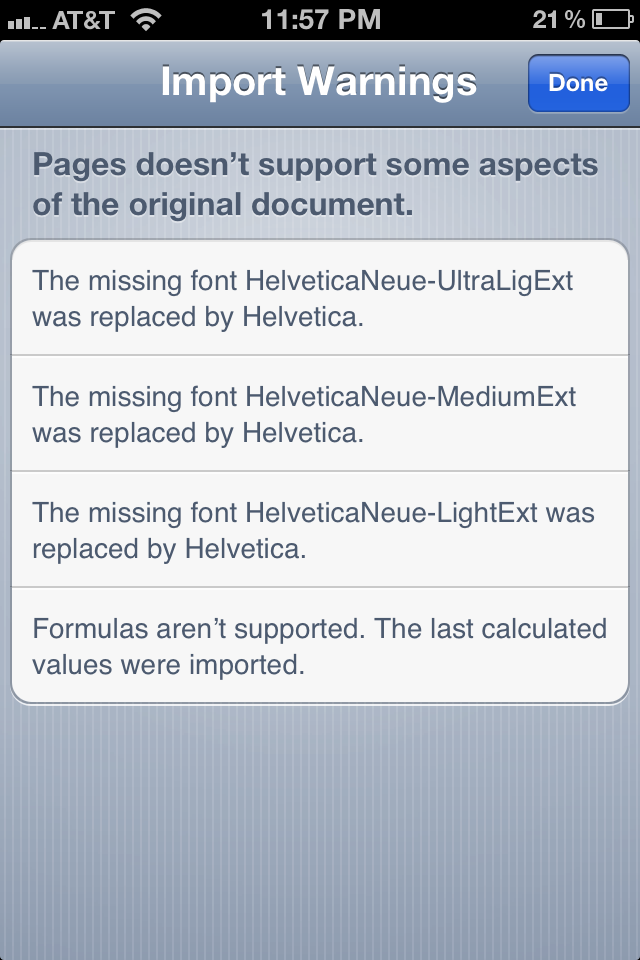 AT&T 11:57 PM 21 %
Import Warnings Done
Pages doesn’t support some aspects
of the original document.
The missing font HelveticaNeue-UltraLigExt
was replaced by Helvetica.
The missing font HelveticaNeue-MediumExt
was replaced by Helvetica.
The missing font HelveticaNeue-LightExt was
replaced by Helvetica.
Formulas aren’t supported. The last calculated
values were imported.